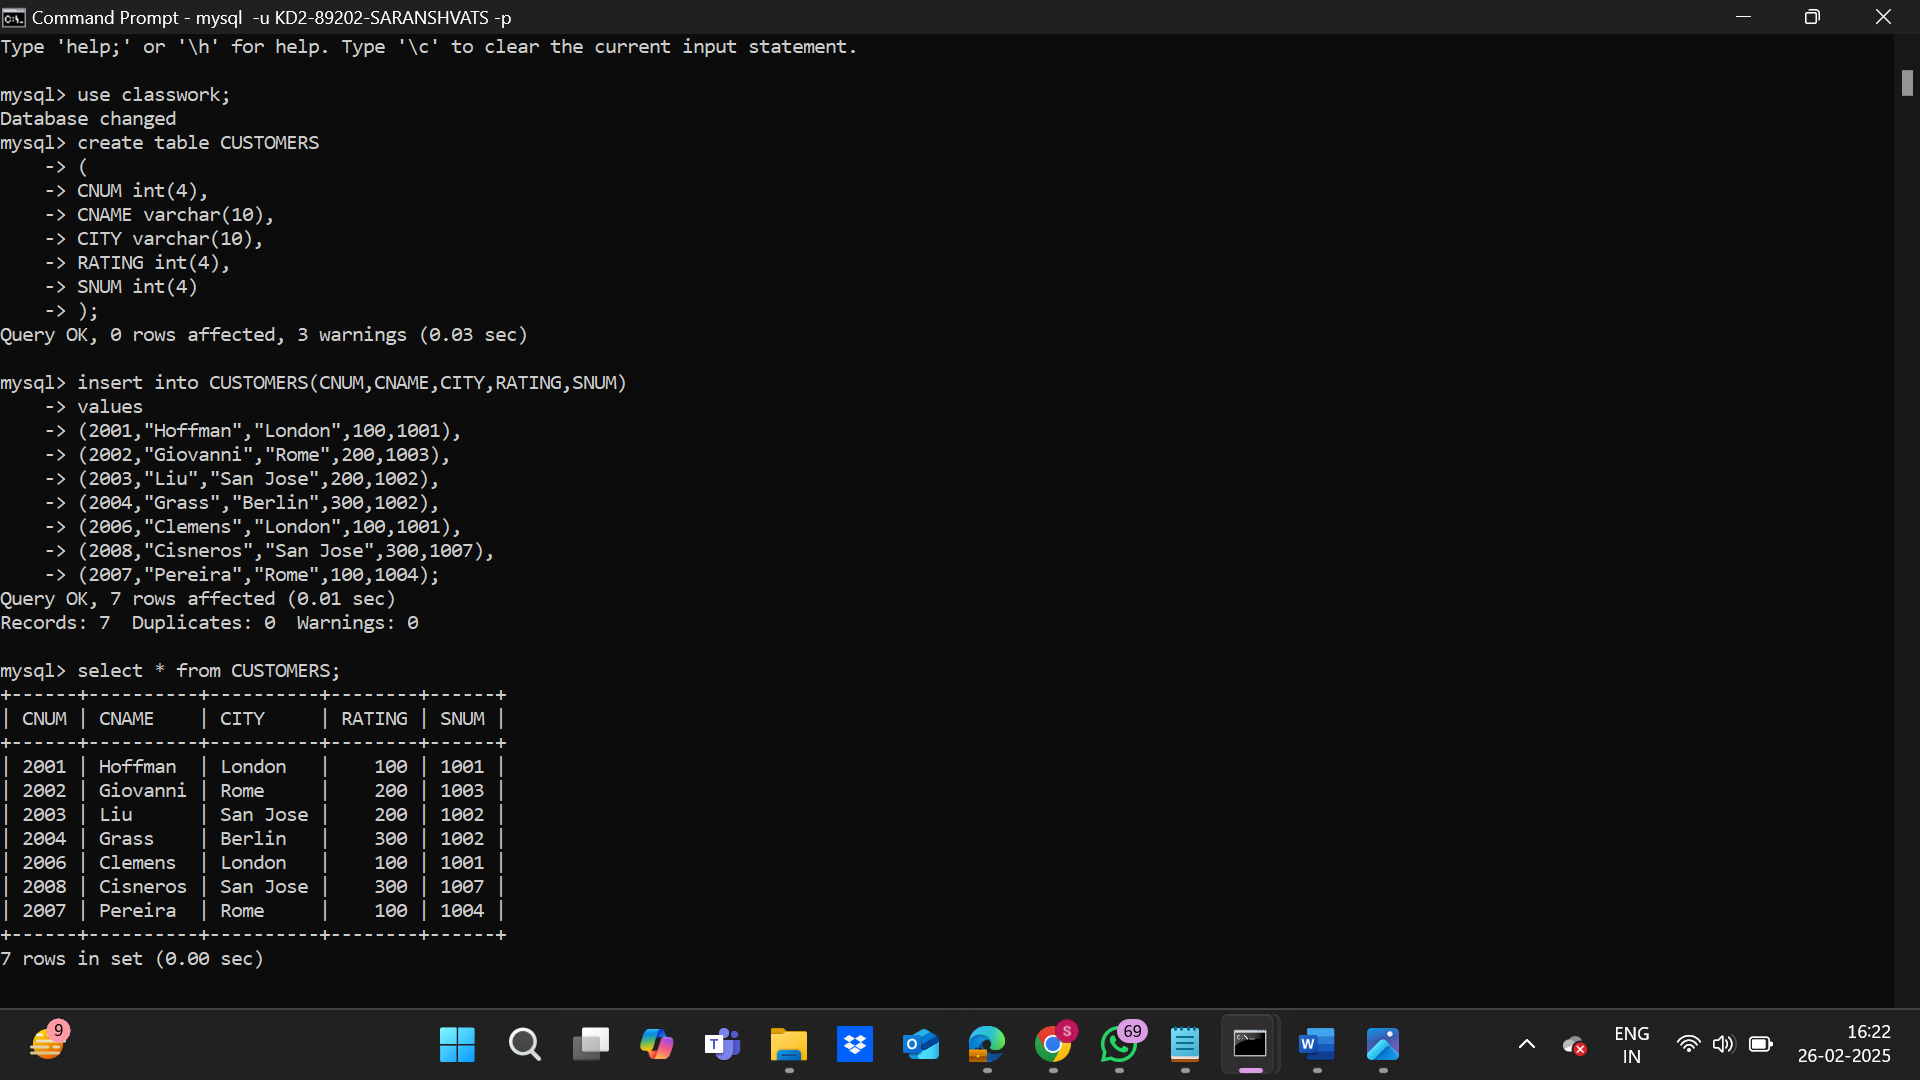 Command Prompt - mysql  -u KD2-89202-SARANSHVATS -p
Type 'help;' or '\h' for help. Type '\c' to clear the current input statement.
mysql> use classwork;
Database changed
mysql> create table CUSTOMERS
    -> (
    -> CNUM int(4),
    -> CNAME varchar(10),
    -> CITY varchar(10),
    -> RATING int(4),
    -> SNUM int(4)
    -> );
Query OK, 0 rows affected, 3 warnings (0.03 sec)
mysql> insert into CUSTOMERS(CNUM,CNAME,CITY,RATING,SNUM)
    -> values
    -> (2001,"Hoffman","London",100,1001),
    -> (2002,"Giovanni","Rome",200,1003),
    -> (2003,"Liu","San Jose",200,1002),
    -> (2004,"Grass","Berlin",300,1002),
    -> (2006,"Clemens","London",100,1001),
    -> (2008,"Cisneros","San Jose",300,1007),
    -> (2007,"Pereira","Rome",100,1004);
Query OK, 7 rows affected (0.01 sec)
Records: 7  Duplicates: 0  Warnings: 0
mysql> select * from CUSTOMERS;
+------+----------+----------+--------+------+
| CNUM | CNAME    | CITY     | RATING | SNUM |
+------+----------+----------+--------+------+
| 2001 | Hoffman  | London   |    100 | 1001 |
| 2002 | Giovanni | Rome     |    200 | 1003 |
| 2003 | Liu      | San Jose |    200 | 1002 |
| 2004 | Grass    | Berlin   |    300 | 1002 |
| 2006 | Clemens  | London   |    100 | 1001 |
| 2008 | Cisneros | San Jose |    300 | 1007 |
| 2007 | Pereira  | Rome     |    100 | 1004 |
+------+----------+----------+--------+------+
7 rows in set (0.00 sec)
9
S
69
ENG
IN
16:22
26-02-2025